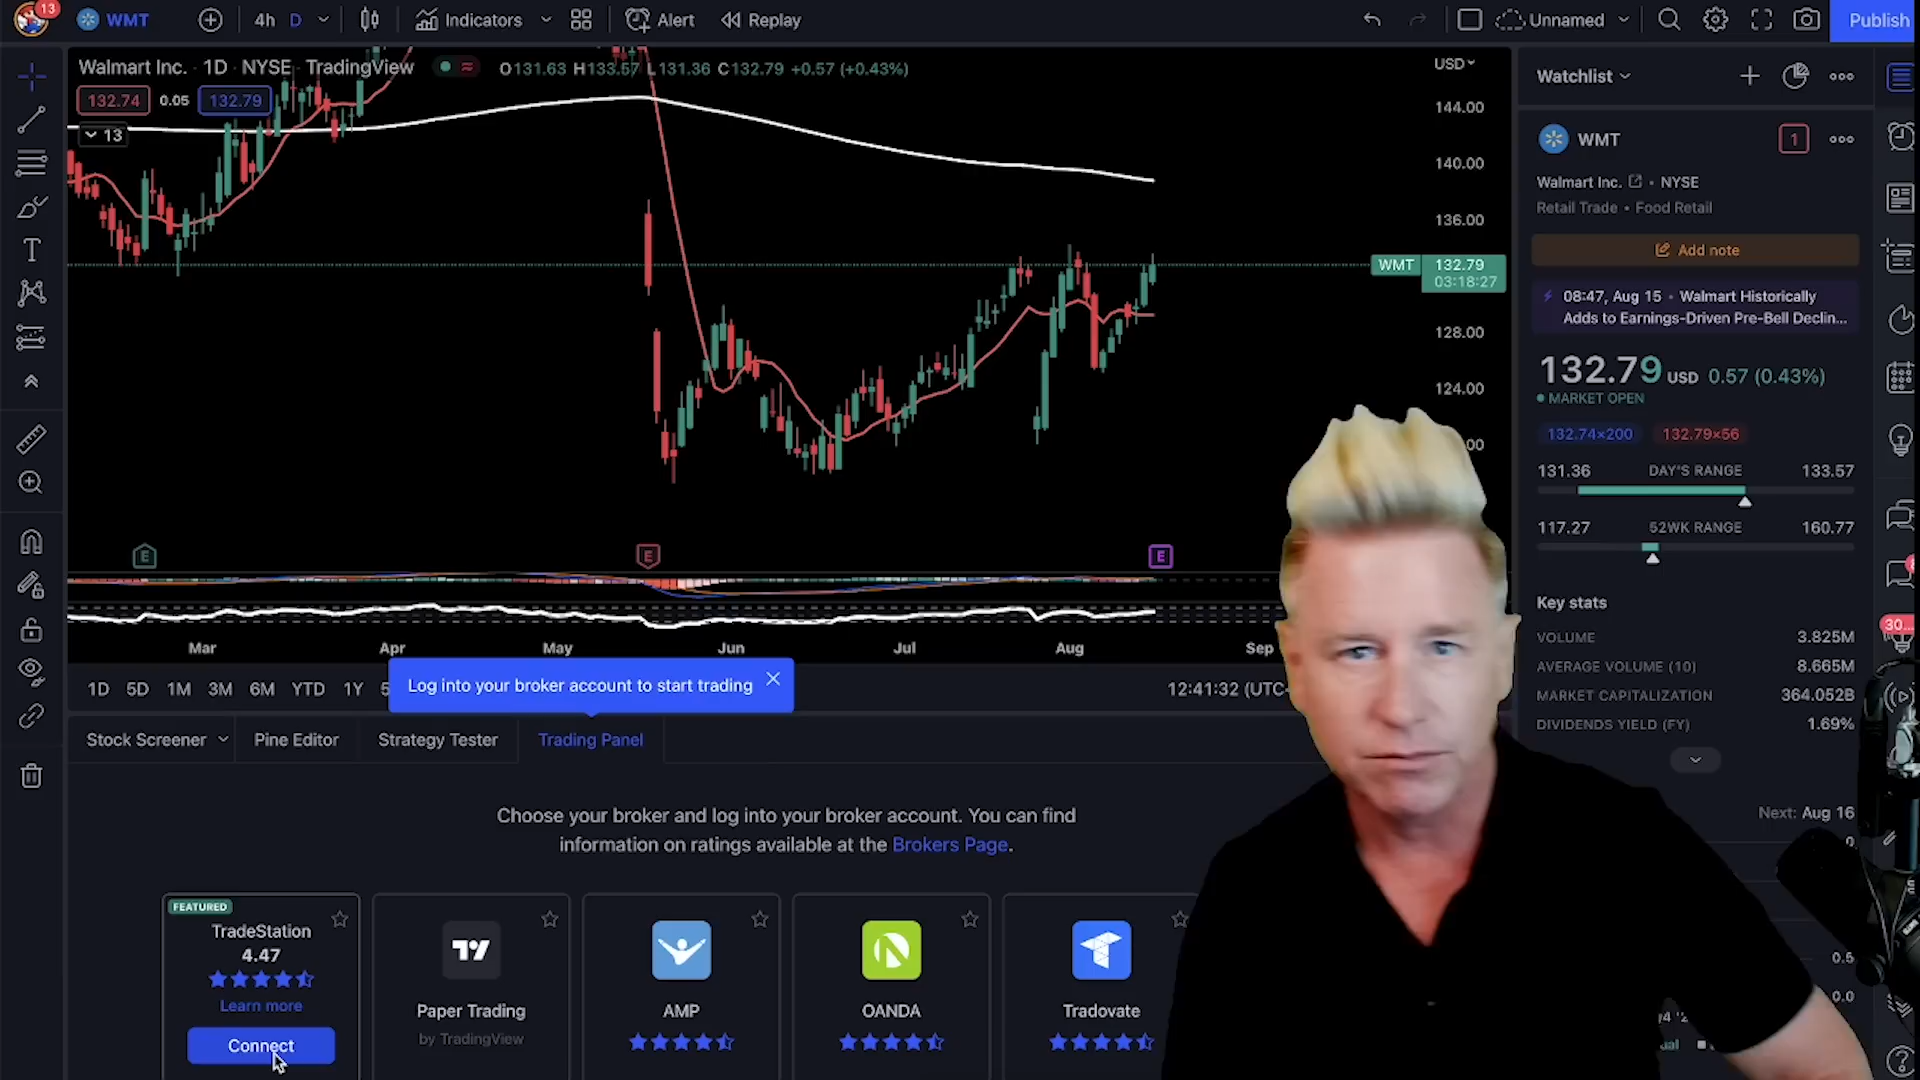 13
WMT
4h
D
Indicators
Alert
Replay
Unnamed
Publish
Walmart Inc. · 1D · NYSE · TradingView
O131.63 H133.57 L131.36 C132.79 +0.57 (+0.43%)
132.74 0.05 132.79
13
USD
144.00
140.00
136.00
WMT 132.79
03:18:27
128.00
124.00
E
E
E
Mar
Apr
May
Jun
Jul
Aug
Sep
1D 5D 1M 3M 6M YTD 1Y
Log into your broker account to start trading
12:41:32 (UTC-
Stock Screener
Pine Editor
Strategy Tester
Trading Panel
Choose your broker and log into your broker account. You can find
information on ratings available at the Brokers Page.
FEATURED
TradeStation
4.47
Learn more
Connect
Paper Trading
by TradingView
AMP
OANDA
Tradovate
Watchlist
WMT
1
Walmart Inc. • NYSE
Retail Trade • Food Retail
Add note
08:47, Aug 15 • Walmart Historically
Adds to Earnings-Driven Pre-Bell Declin...
132.79 USD 0.57 (0.43%)
MARKET OPEN
132.74×200 132.79×56
131.36 DAY'S RANGE 133.57
117.27 52WK RANGE 160.77
Key stats
VOLUME 3.825M
AVERAGE VOLUME (10) 8.665M
MARKET CAPITALIZATION 364.052B
DIVIDENDS YIELD (FY) 1.69%
Next: Aug 16
0.5
0.0
30...